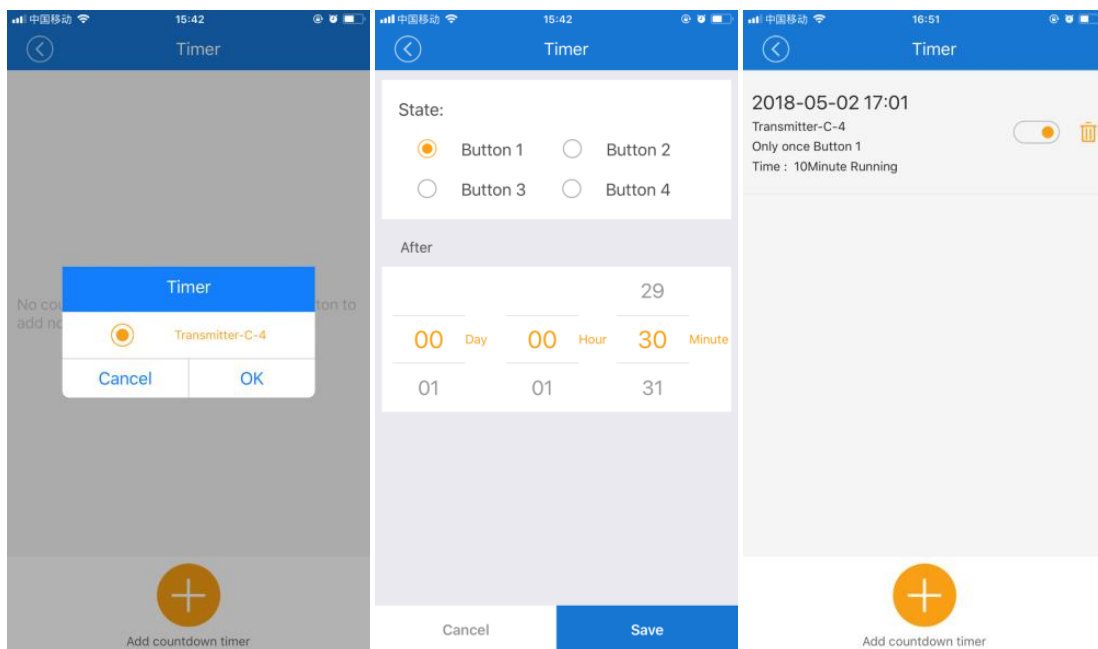 中国移动 15:42
Timer
No cou
ton to
add no
Timer
Transmitter-C-4
Cancel OK
Add countdown timer
中国移动 15:42
Timer
State:
Button 1 Button 2
Button 3 Button 4
After
29
00 Day 00 Hour 30 Minute
01 01 31
Cancel Save
中国移动 16:51
Timer
2018-05-02 17:01
Transmitter-C-4
Only once Button 1
Time : 10Minute Running
Add countdown timer